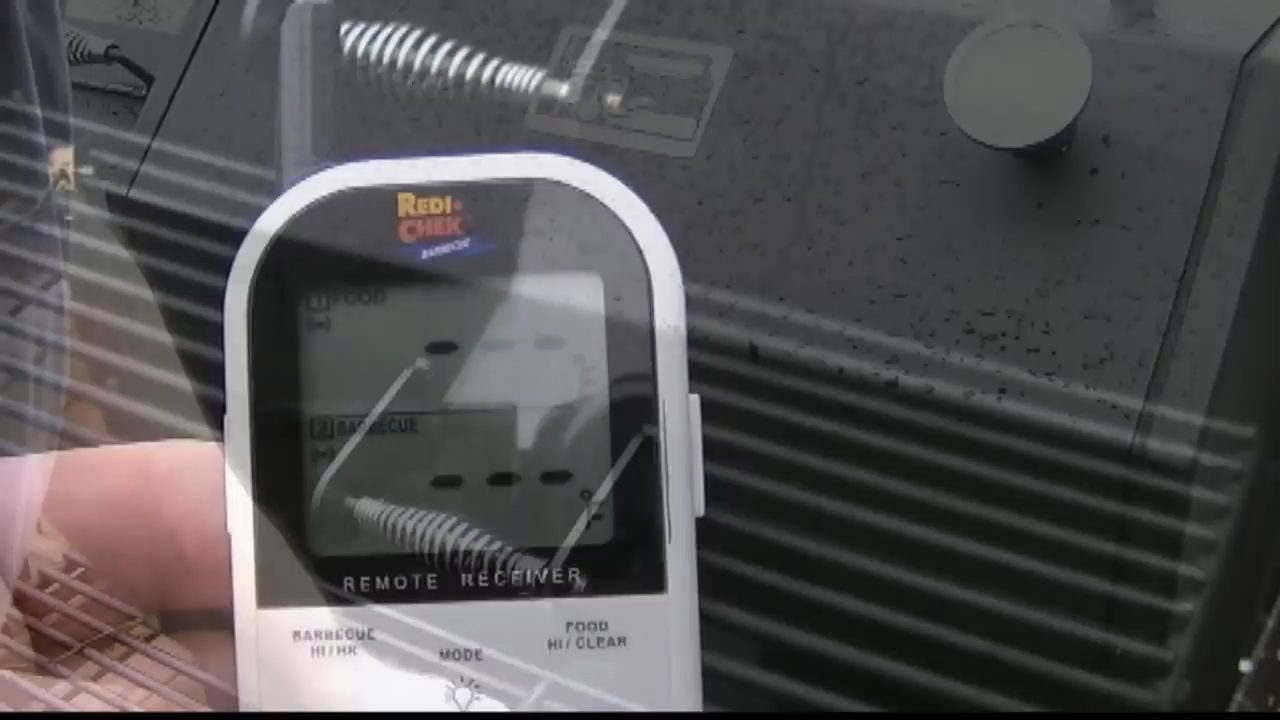 REDI-
CHEK
BARBECUE
1 FOOD
---
2 BARBECUE
--- °F
REMOTE RECEIVER
BARBECUE
HI/HR
FOOD
HI/CLEAR
MODE